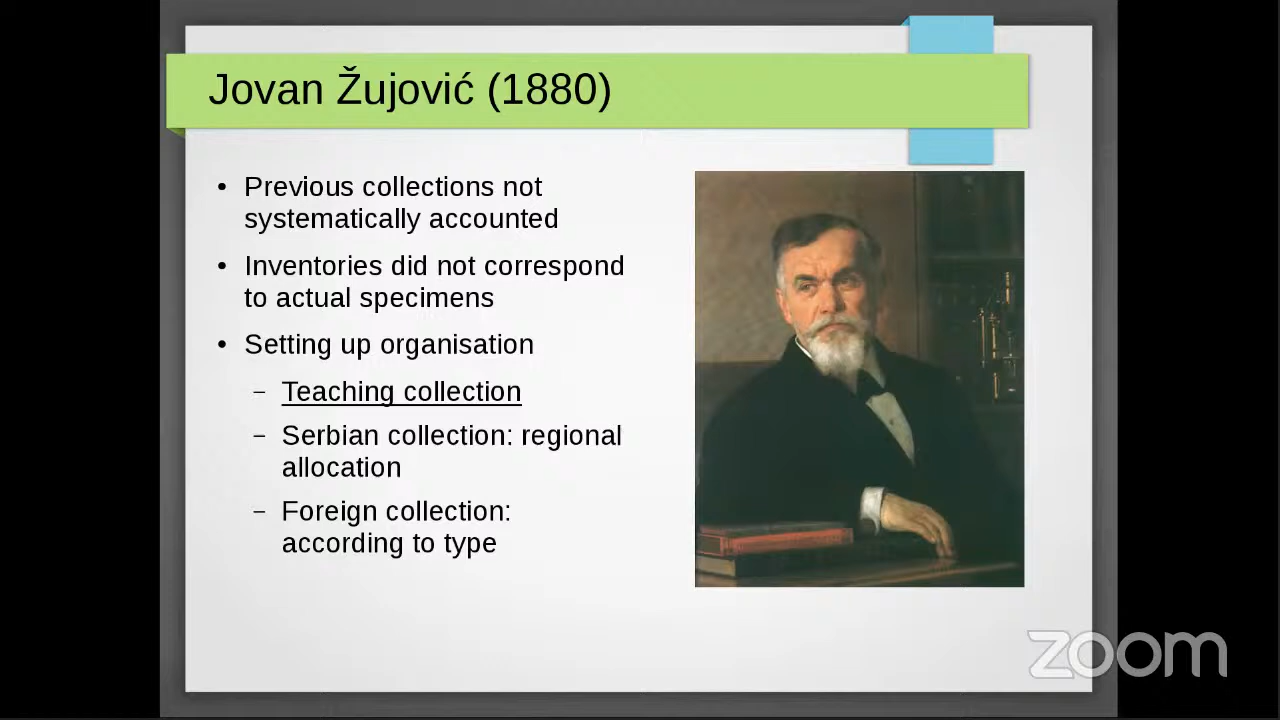 Jovan Žujović (1880)
• Previous collections not
systematically accounted
• Inventories did not correspond
to actual specimens
• Setting up organisation
– Teaching collection
– Serbian collection: regional
allocation
– Foreign collection:
according to type
zoom